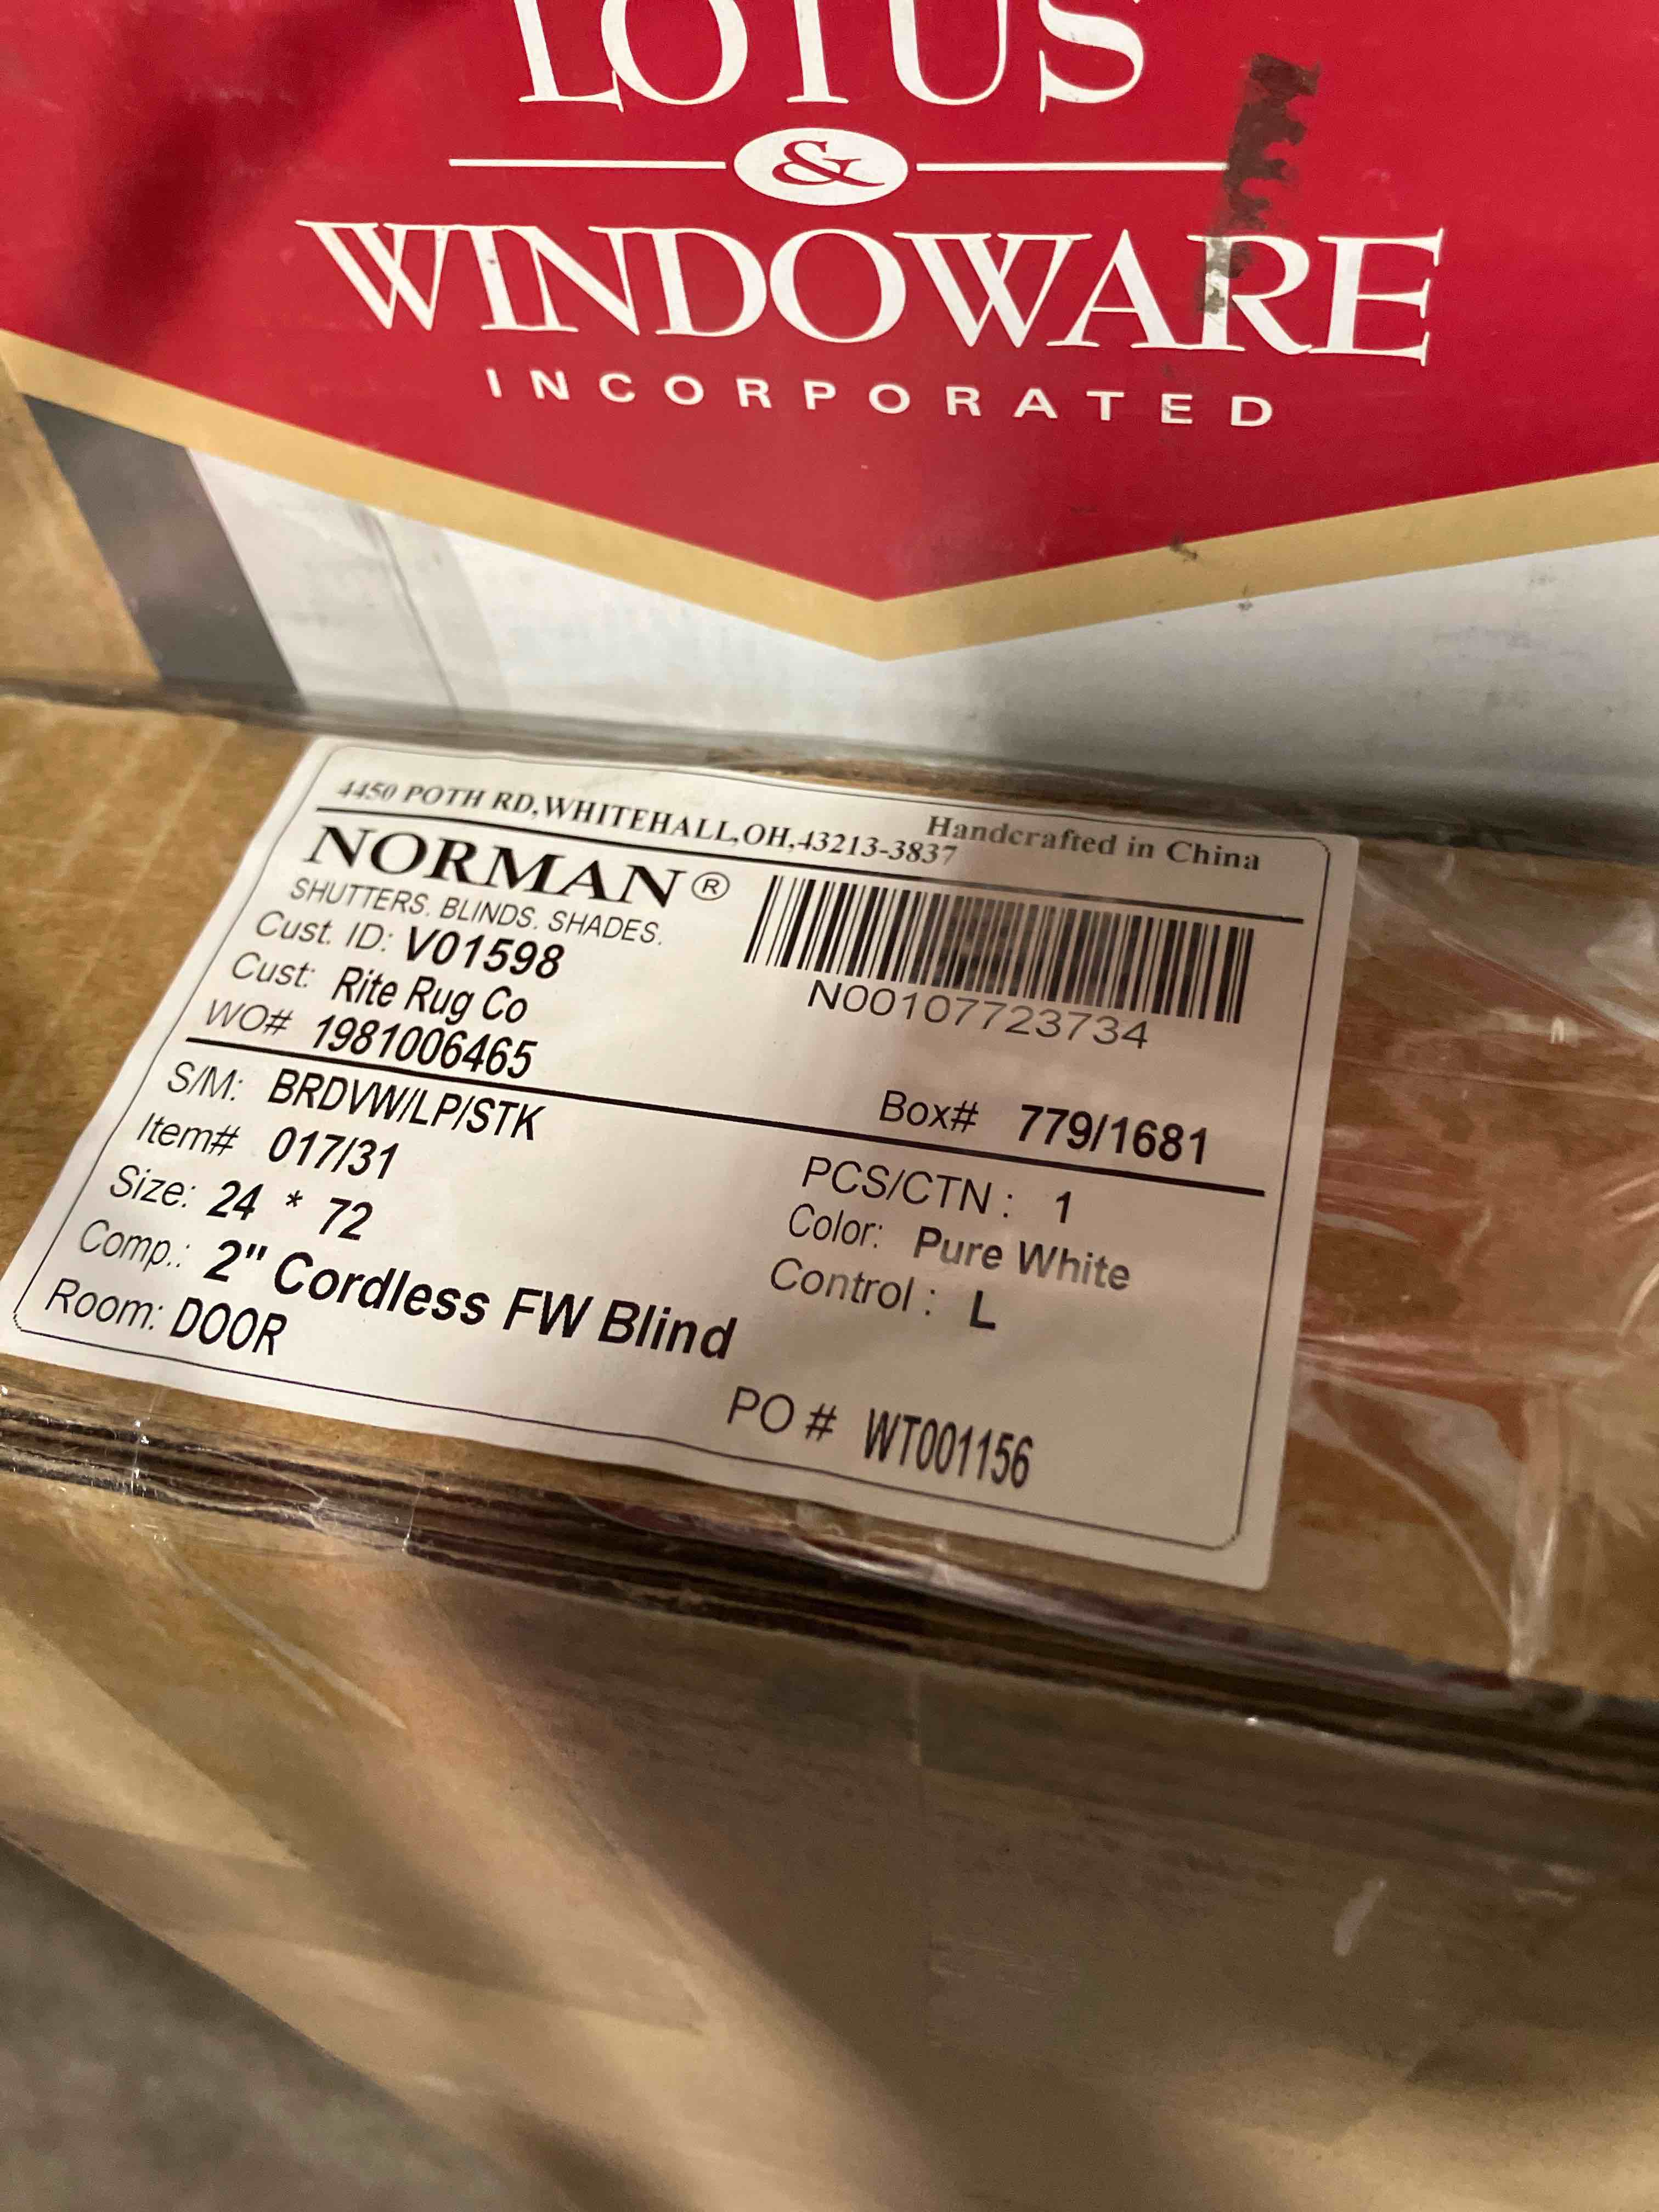 LOTUS
&
WINDOWARE
INCORPORATED
4450 POTH RD,WHITEHALL,OH,43213-3837
Handcrafted in China
NORMAN®
SHUTTERS. BLINDS. SHADES.
N00107723734
Cust. ID: V01598
Cust: Rite Rug Co
WO# 1981006465
Box# 779/1681
S/M: BRDVW/LP/STK
PCS/CTN: 1
Item# 017/31
Color: Pure White
Size: 24 * 72
Control: L
Comp.: 2" Cordless FW Blind
Room: DOOR
PO # WT001156